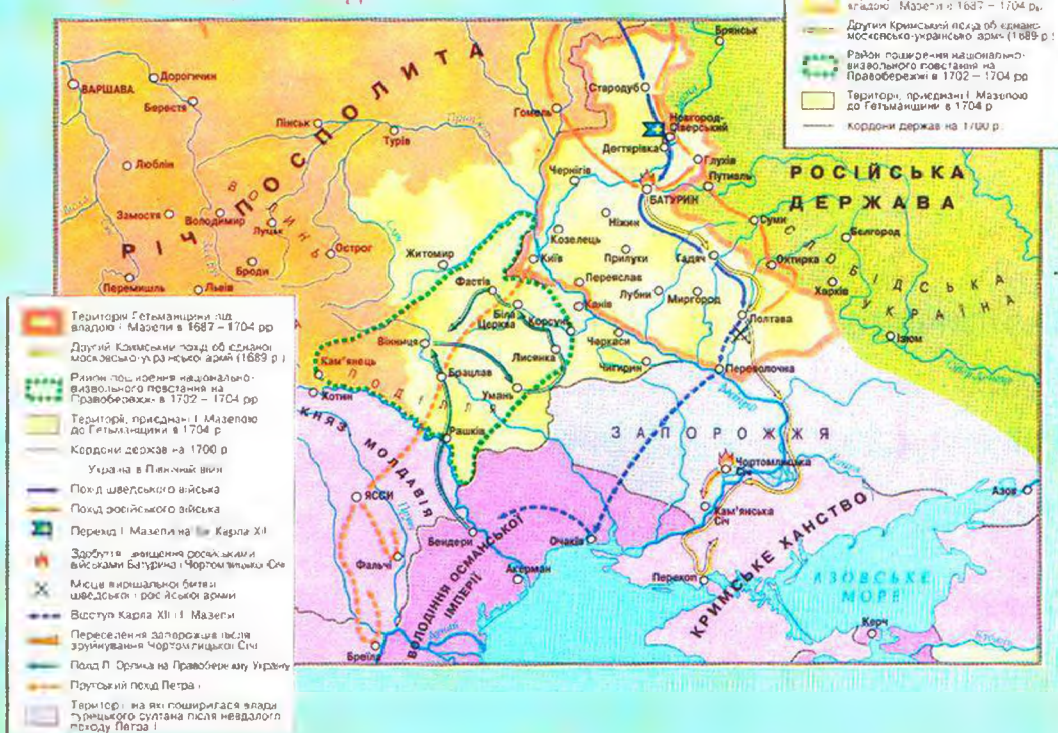 владою І. Мазепи в 1687 – 1704 рр.
Другий Кримський похід об'єднаної
московсько-української армії (1689 р.)
Район поширення національно-
визвольного повстання на
Правобережжі в 1702 – 1704 рр
Території, приєднані І. Мазепою
до Гетьманщини в 1704 р
Кордони держав на 1700 р.
Брянськ
ВАРШАВА
Дорогичин
Берестя
РІЧ ПОСПОЛИТА
Стародуб
Гомель
Новгород-
Сіверський
Пінськ
Турів
Дегтярівка
Глухів
Люблін
Чернігів
Путивль
РОСІЙСЬКА
ДЕРЖАВА
БАТУРИН
ВОЛИНЬ
Замостя
Володимир
Луцьк
Ніжин
Суми
Острог
Козелець
Бєлгород
СЛОБІДСЬКА
УКРАЇНА
Броди
Житомир
Київ
Прилуки
Гадяч
Охтирка
Перемишль
Львів
Фастів
Переяслав
Лубни
Миргород
Харків
Біла
Церква
Канів
Корсунь
Полтава
Вінниця
Черкаси
Ізюм
Кам'янець
Лисянка
Чигирин
Переволочна
Брацлав
ПОДІЛЛЯ
Умань
Дніпро
Хотин
КНЯЗ МОЛДАВІЯ
Рашків
ЗАПОРОЖЖЯ
Чортомлицька
Січ
ЯССИ
Прут
Кам'янська
Січ
Азов
Бендери
Очаків
Фальчі
Акерман
ВОЛОДІННЯ ОСМАНСЬКОЇ
ІМПЕРІЇ
Перекоп
КРИМСЬКЕ ХАНСТВО
АЗОВСЬКЕ
МОРЕ
Керч
Дунай
Браїла
Територія Гетьманщини під
владою І. Мазепи в 1687 – 1704 рр
Другий Кримський похід об'єднаної
московсько-української армії (1689 р.)
Район поширення національно-
визвольного повстання на
Правобережжі в 1702 – 1704 рр
Території, приєднані І. Мазепою
до Гетьманщини в 1704 р
Кордони держав на 1700 р
Україна в Північній війні
Похід шведського війська
Похід російського війська
Перехід І. Мазепи на бік Карла XII
Здобуття і знищення російськими
військами Батурина і Чортомлицької Січі
Місце вирішальної битви
шведської і російської армій
Відступ Карла XII і І. Мазепи
Переселення запорожців після
зруйнування Чортомлицької Січі
Похід П. Орлика на Правобережну Україну
Прутський похід Петра І
Території, на які поширилася влада
турецького султана після невдалого
походу Петра І